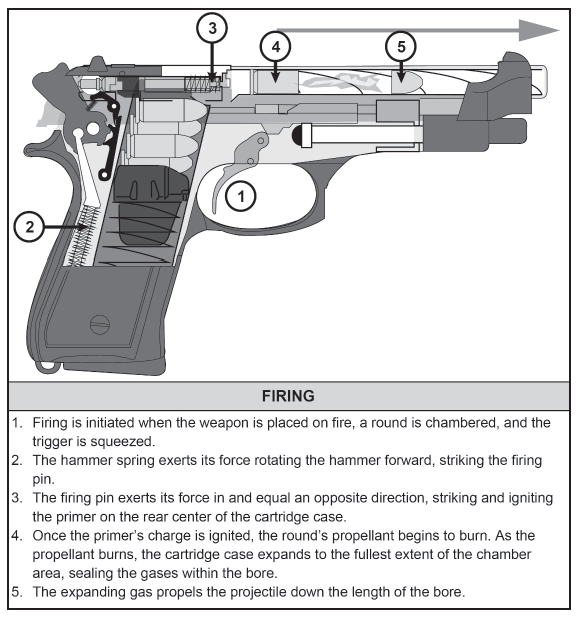 3
4
5
1
2
FIRING
1. Firing is initiated when the weapon is placed on fire, a round is chambered, and the
trigger is squeezed.
2. The hammer spring exerts its force rotating the hammer forward, striking the firing
pin.
3. The firing pin exerts its force in and equal an opposite direction, striking and igniting
the primer on the rear center of the cartridge case.
4. Once the primer’s charge is ignited, the round’s propellant begins to burn. As the
propellant burns, the cartridge case expands to the fullest extent of the chamber
area, sealing the gases within the bore.
5. The expanding gas propels the projectile down the length of the bore.